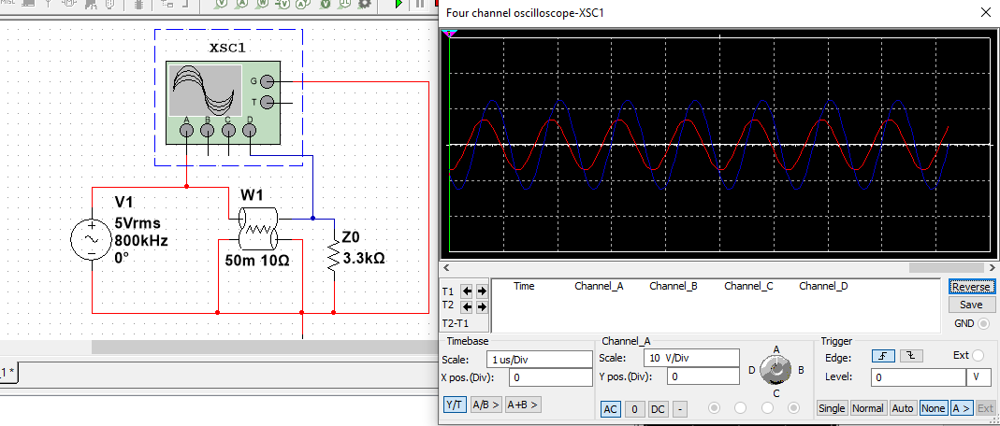 MISC
V A W A V V
Four channel oscilloscope-XSC1
XSC1
G
T
A B C D
V1
5Vrms
800kHz
0°
W1
50m 10Ω
Z0
3.3kΩ
Time Channel_A Channel_B Channel_C Channel_D
T1
T2
T2-T1
Reverse
Save
GND
Timebase
Scale: 1 us/Div
X pos.(Div): 0
Y/T A/B > A+B >
Channel_A
Scale: 10 V/Div
Y pos.(Div): 0
AC 0 DC -
A
D B
C
Trigger
Edge: Ext
Level: 0 V
Single Normal Auto None A > Ext
_1 *